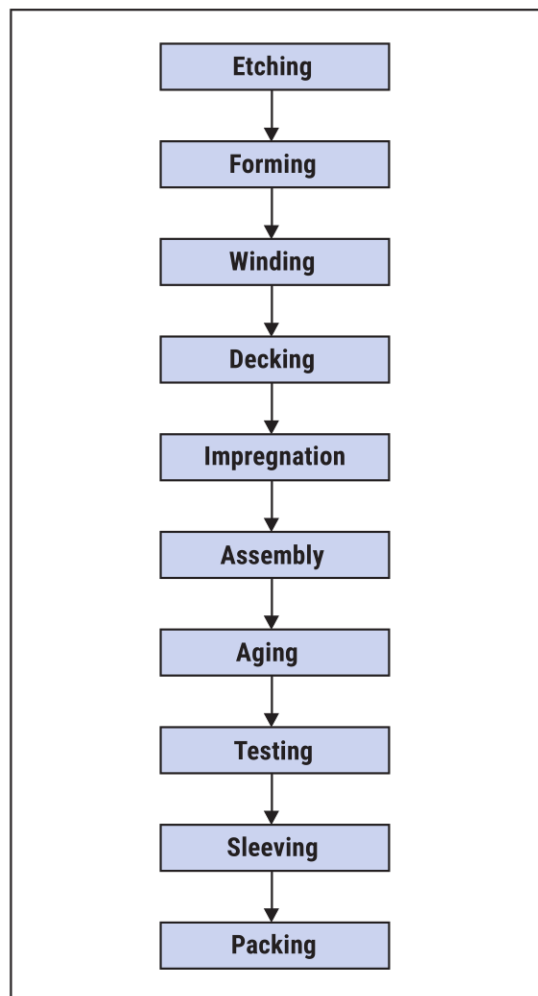 Etching
Forming
Winding
Decking
Impregnation
Assembly
Aging
Testing
Sleeving
Packing